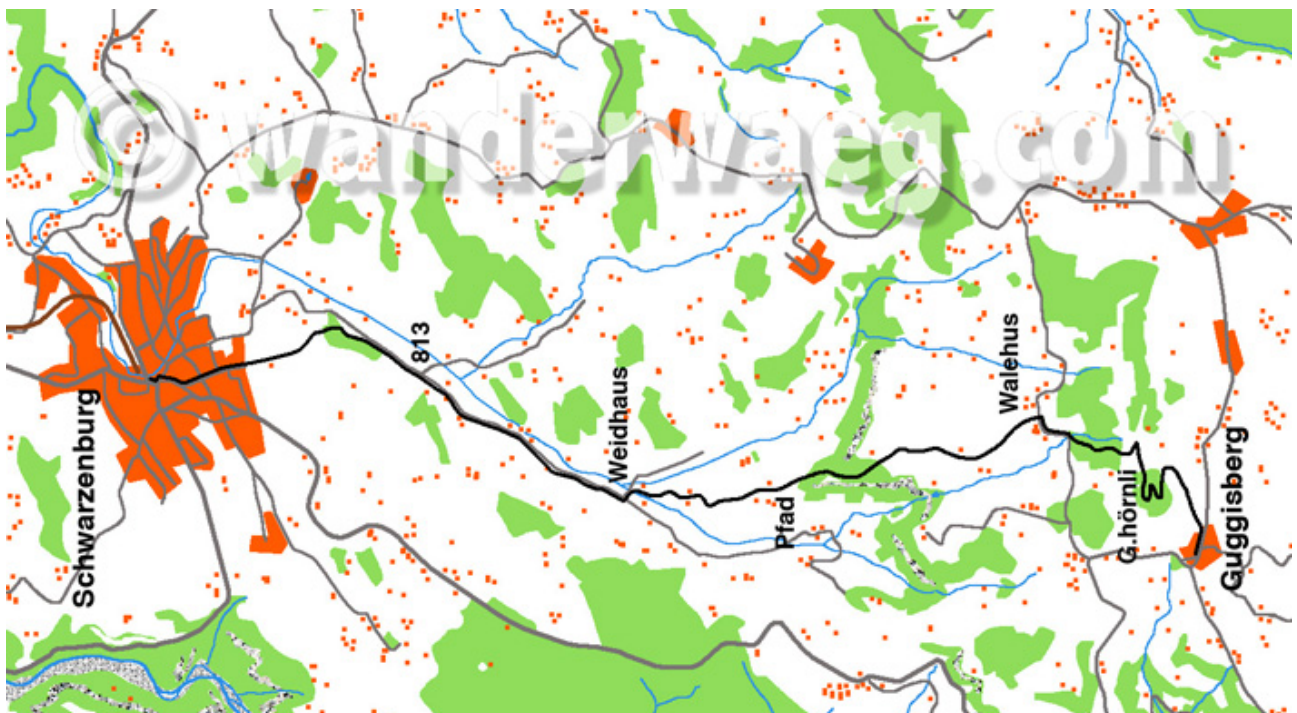 © wanderwaeg.com
Schwarzenburg
813
Weidhaus
Pfad
Walehus
G.hörnli
Guggisberg